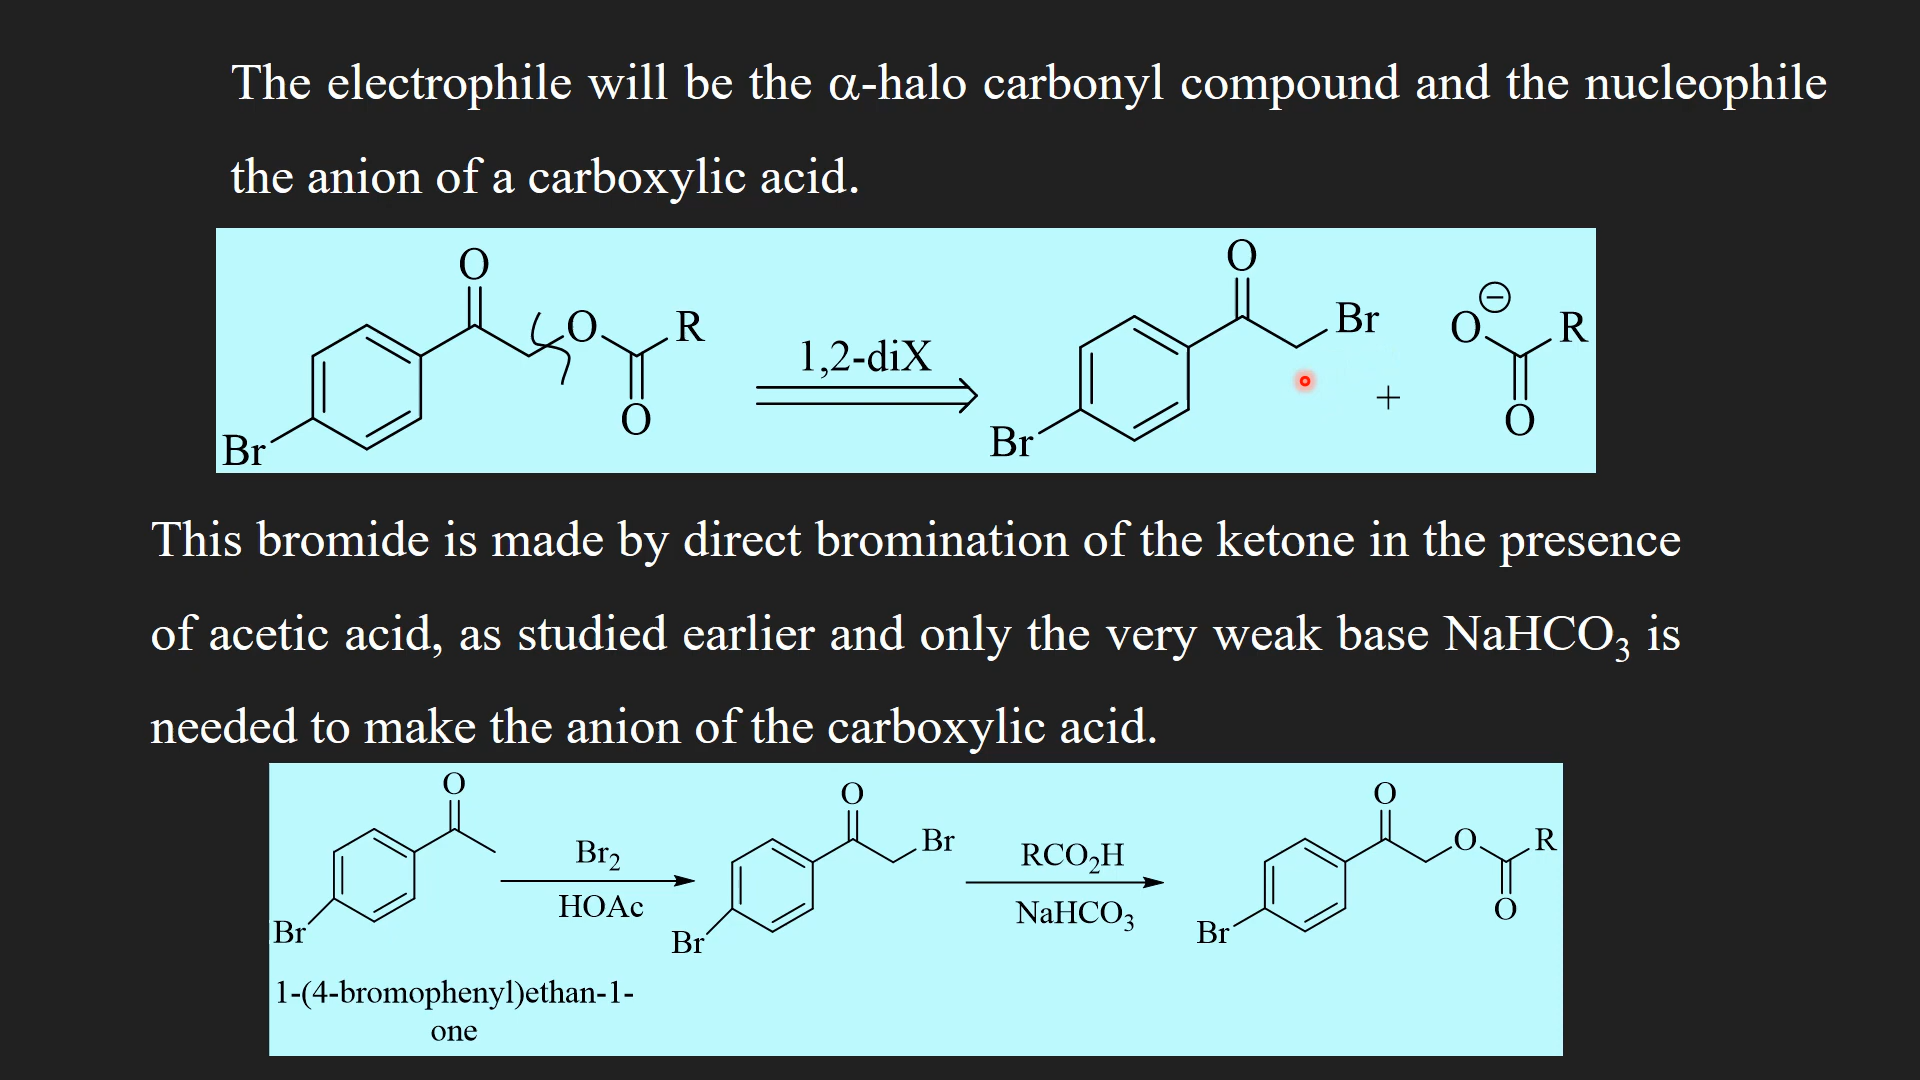 The electrophile will be the α-halo carbonyl compound and the nucleophile
the anion of a carboxylic acid.
O
O
R
O
Br
1,2-diX
O
Br
Br
+
O
⊖
R
O
This bromide is made by direct bromination of the ketone in the presence
of acetic acid, as studied earlier and only the very weak base NaHCO₃ is
needed to make the anion of the carboxylic acid.
O
Br
Br₂
HOAc
O
Br
Br
RCO₂H
NaHCO₃
O
O
R
O
Br
1-(4-bromophenyl)ethan-1-
one